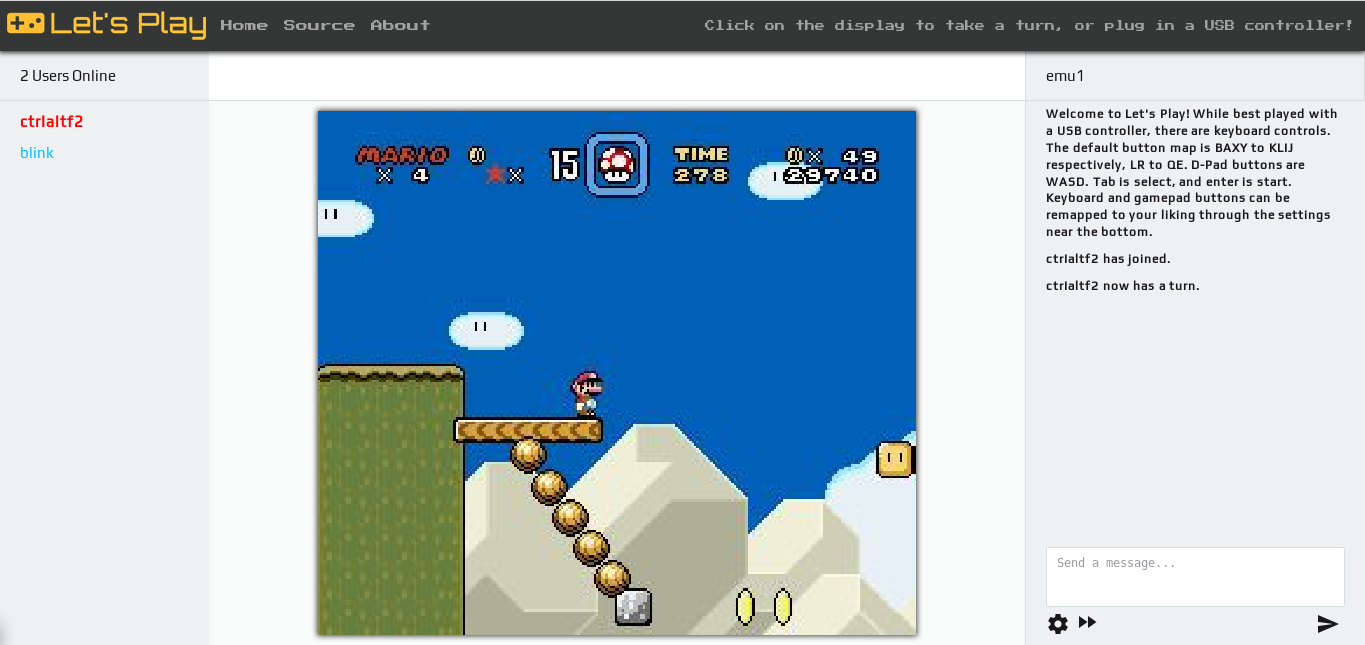 Let's Play Home Source About Click on the display to take a turn, or plug in a USB controller!
2 Users Online
ctrlaltf2
blink
MARIO 15 TIME x 49
x 4 ★x 278 29740
emu1
Welcome to Let's Play! While best played with
a USB controller, there are keyboard controls.
The default button map is BAXY to KLIJ
respectively, LR to QE. D-Pad buttons are
WASD. Tab is select, and enter is start.
Keyboard and gamepad buttons can be
remapped to your liking through the settings
near the bottom.
ctrlaltf2 has joined.
ctrlaltf2 now has a turn.
Send a message...